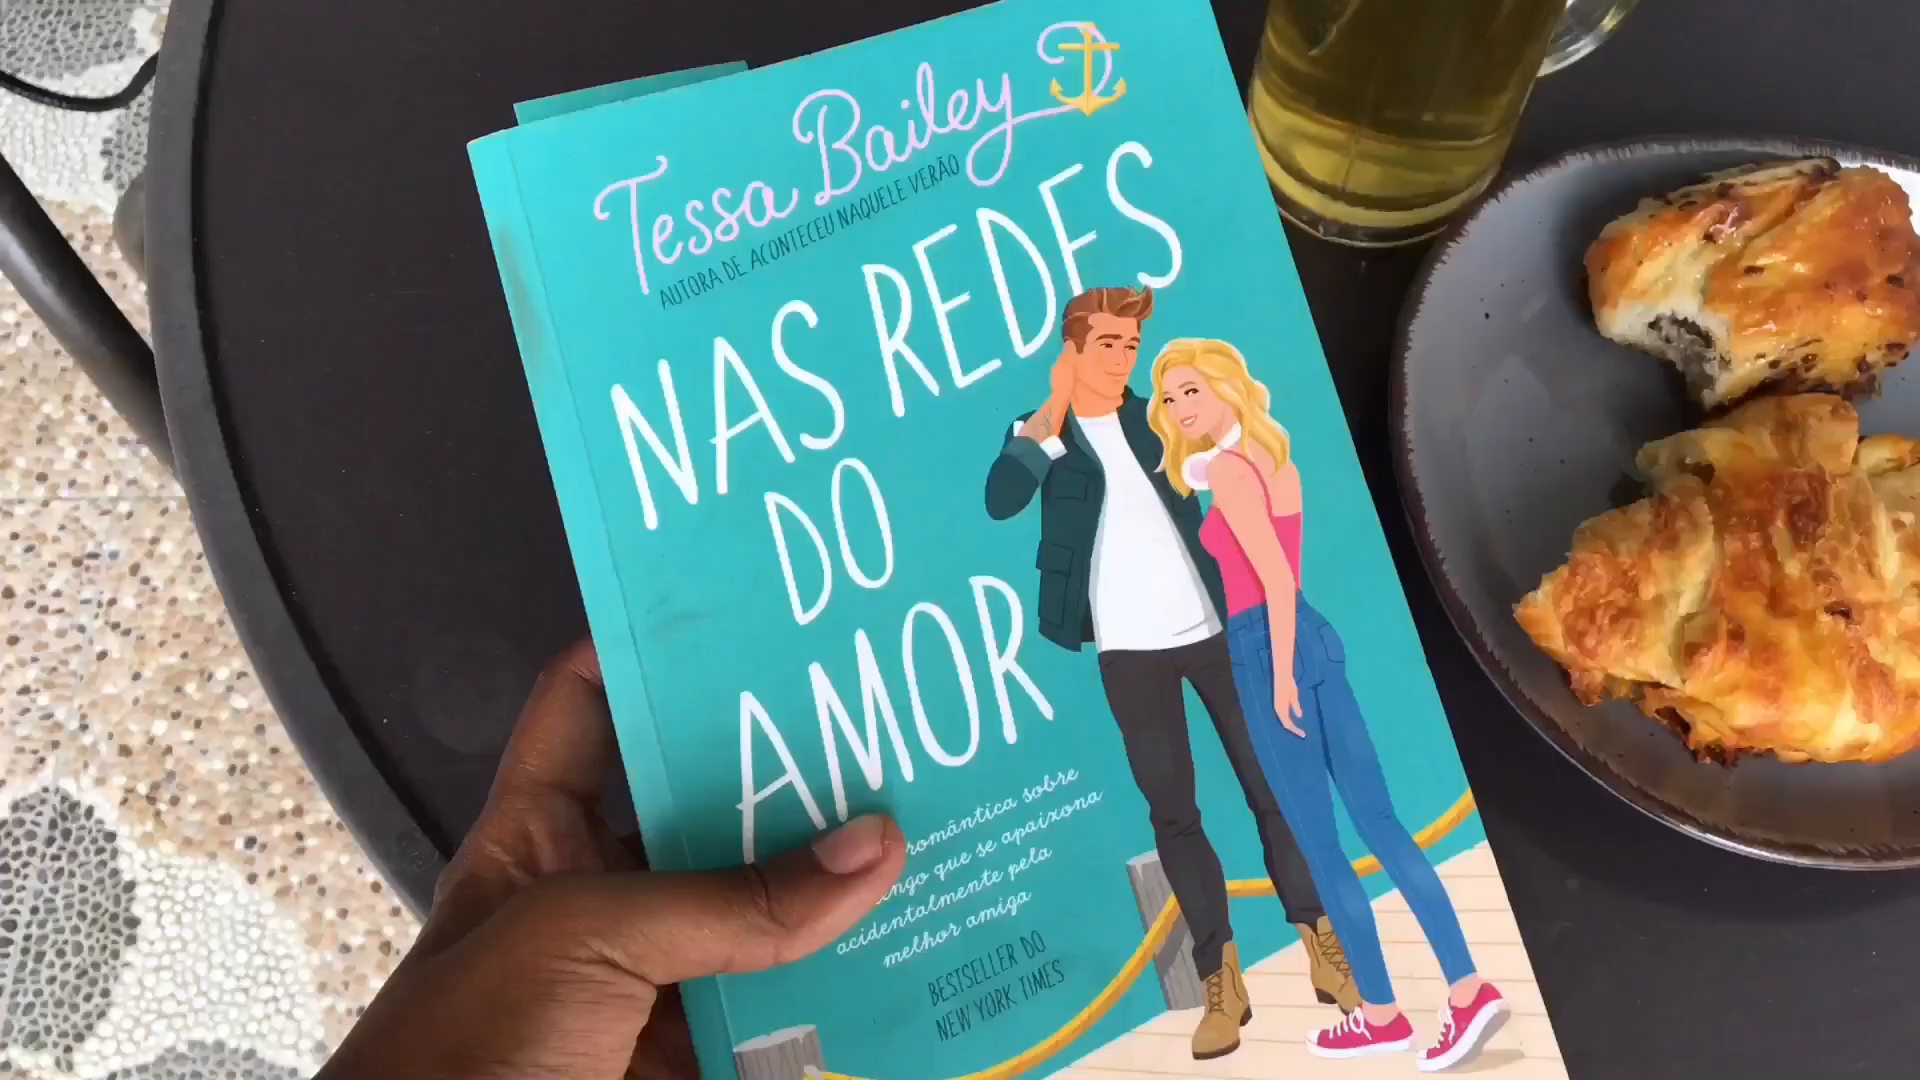 Tessa Bailey
AUTORA DE ACONTECEU NAQUELE VERÃO
NAS REDES
DO
AMOR
romântica sobre
que se apaixona
acidentalmente pela
melhor amiga
BESTSELLER DO
NEW YORK TIMES